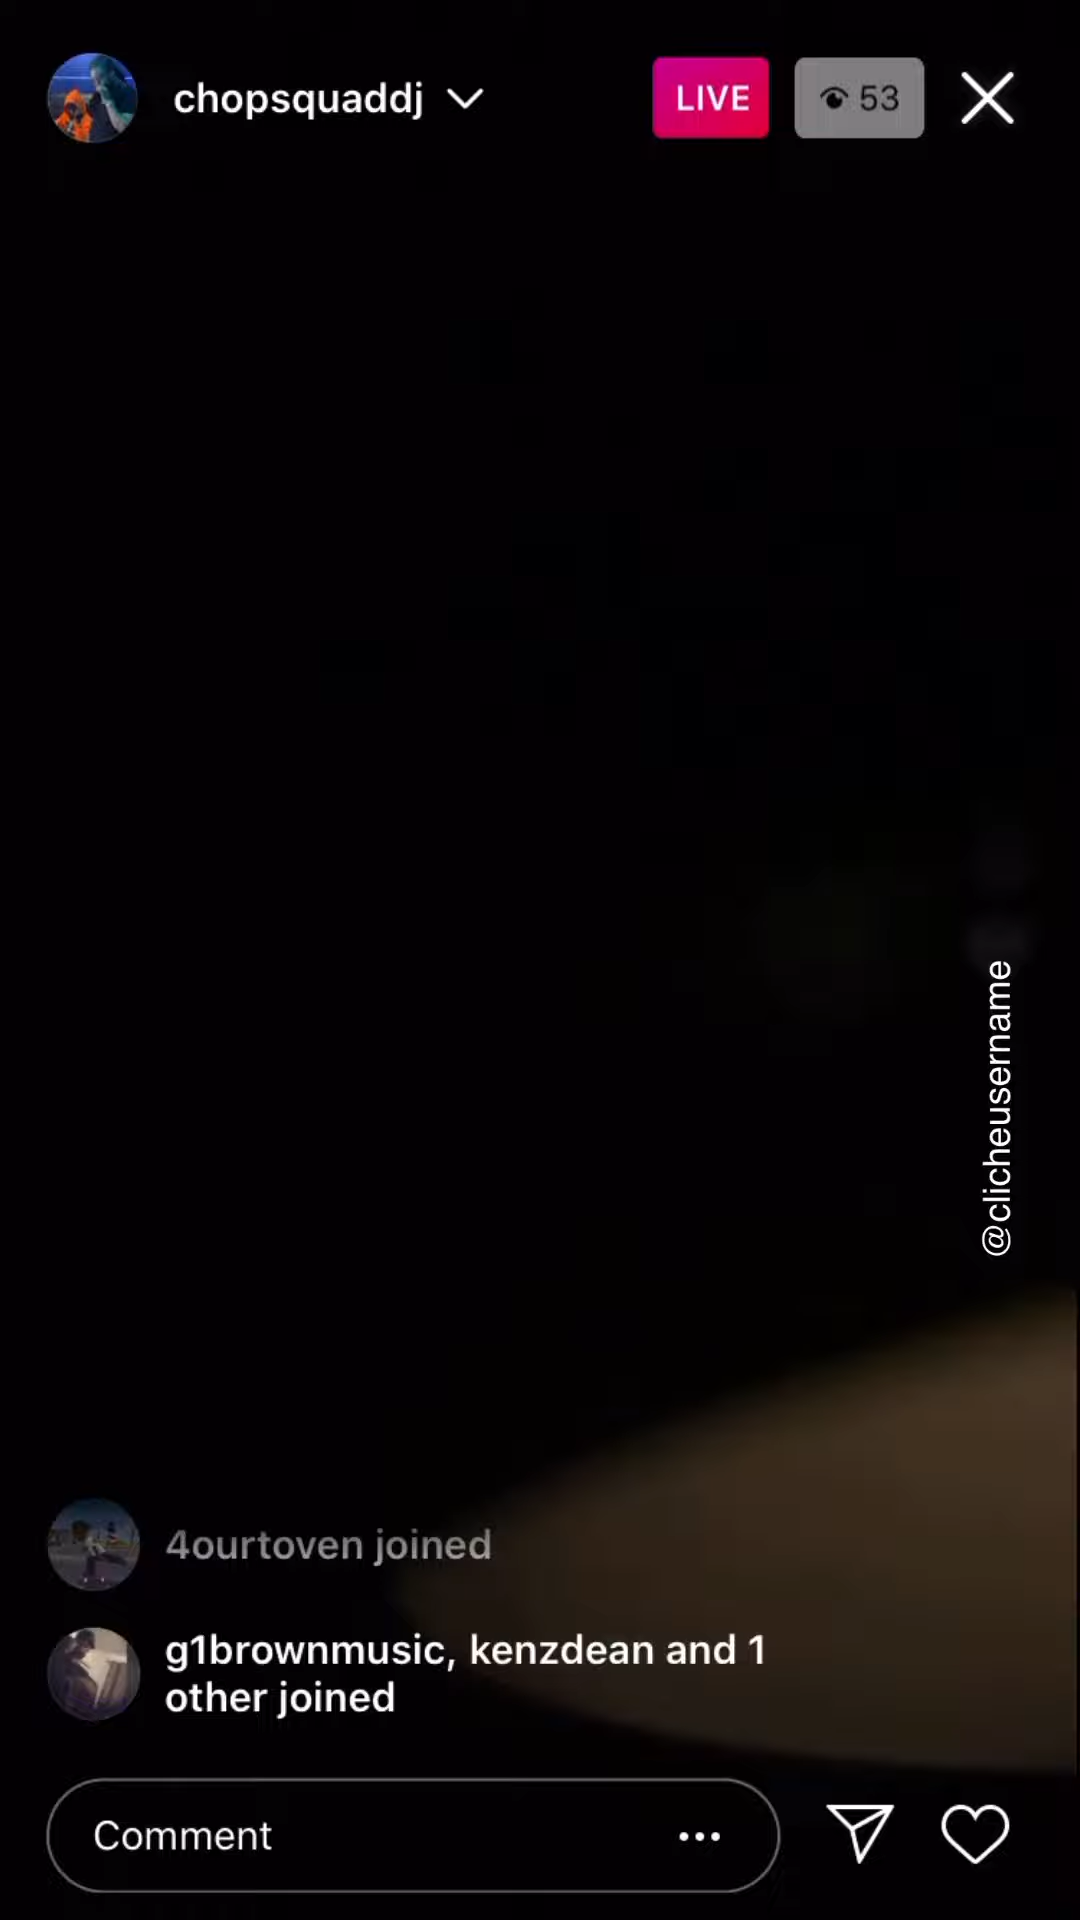 chopsquaddj
LIVE
53
@clicheusername
4ourtoven joined
g1brownmusic, kenzdean and 1
other joined
Comment